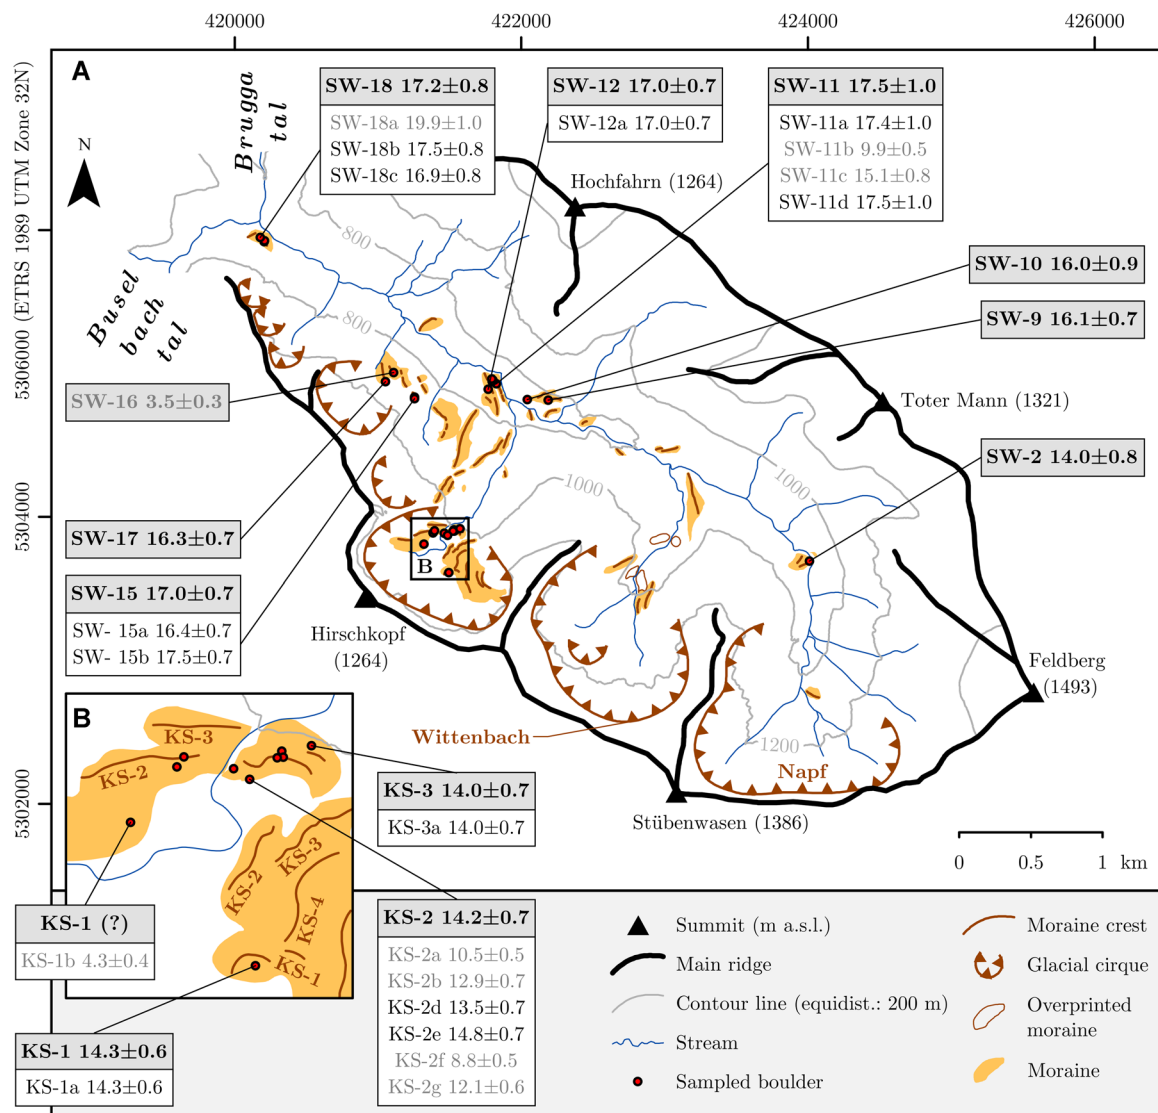 420000
422000
424000
426000
5306000 (ETRS 1989 UTM Zone 32N)
5304000
5302000
A
N
Brugga
tal
Busel
bach
tal
SW-18 17.2±0.8
SW-18a 19.9±1.0
SW-18b 17.5±0.8
SW-18c 16.9±0.8
SW-12 17.0±0.7
SW-12a 17.0±0.7
SW-11 17.5±1.0
SW-11a 17.4±1.0
SW-11b 9.9±0.5
SW-11c 15.1±0.8
SW-11d 17.5±1.0
Hochfahrn (1264)
800
SW-10 16.0±0.9
SW-9 16.1±0.7
800
SW-16 3.5±0.3
Toter Mann (1321)
SW-2 14.0±0.8
1000
1000
SW-17 16.3±0.7
B
SW-15 17.0±0.7
SW- 15a 16.4±0.7
SW- 15b 17.5±0.7
Hirschkopf
(1264)
Feldberg
(1493)
Wittenbach
1200
Napf
Stübenwasen (1386)
0 0.5 1 km
B
KS-3
KS-2
KS-3
KS-2
KS-4
KS-1
KS-3 14.0±0.7
KS-3a 14.0±0.7
KS-1 (?)
KS-1b 4.3±0.4
KS-2 14.2±0.7
KS-2a 10.5±0.5
KS-2b 12.9±0.7
KS-2d 13.5±0.7
KS-2e 14.8±0.7
KS-2f 8.8±0.5
KS-2g 12.1±0.6
KS-1 14.3±0.6
KS-1a 14.3±0.6
Summit (m a.s.l.)
Main ridge
Contour line (equidist.: 200 m)
Stream
Sampled boulder
Moraine crest
Glacial cirque
Overprinted
moraine
Moraine